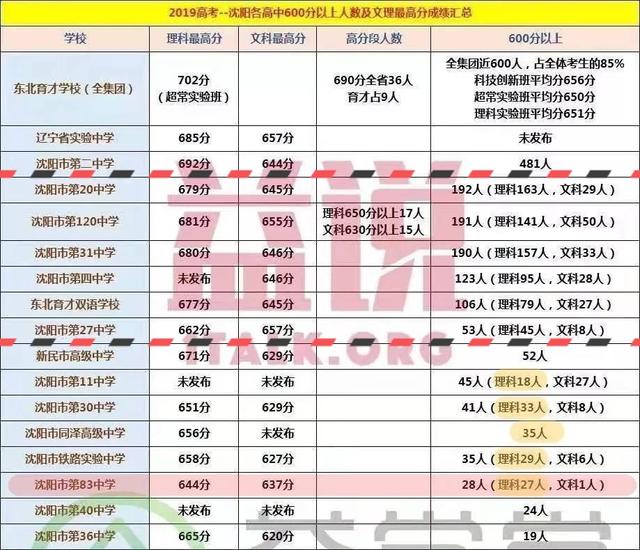 2019高考--沈阳各高中600分以上人数及文理最高分成绩汇总
学校 理科最高分 文科最高分 高分段人数 600分以上
东北育才学校（全集团） 702分
（超常实验班） 690分全省36人
育才占9人 全集团近600人，占全体考生的85%
科技创新班平均分656分
超常实验班平均分650分
理科实验班平均分651分
辽宁省实验中学 685分 657分 未发布
沈阳市第二中学 692分 644分 481人
沈阳市第20中学 679分 645分 192人（理科163人，文科29人）
沈阳市第120中学 681分 655分 理科650分以上17人
文科630分以上15人 191人（理科141人，文科50人）
沈阳市第31中学 680分 646分 190人（理科157人，文科33人）
沈阳市第四中学 未发布 646分 123人（理科95人，文科28人）
东北育才双语学校 677分 645分 106人（理科79人，文科27人）
沈阳市第27中学 662分 657分 53人（理科45人，文科8人）
新民市高级中学 671分 629分 52人
沈阳市第11中学 未发布 未发布 45人（理科18人，文科27人）
沈阳市第30中学 651分 629分 41人（理科33人，文科8人）
沈阳市同泽高级中学 656分 未发布 35人
沈阳市铁路实验中学 658分 627分 35人（理科29人，文科6人）
沈阳市第83中学 644分 637分 28人（理科27人，文科1人）
沈阳市第40中学 未发布 未发布 24人
沈阳市第36中学 665分 620分 19人
益说
iTALK.ORG